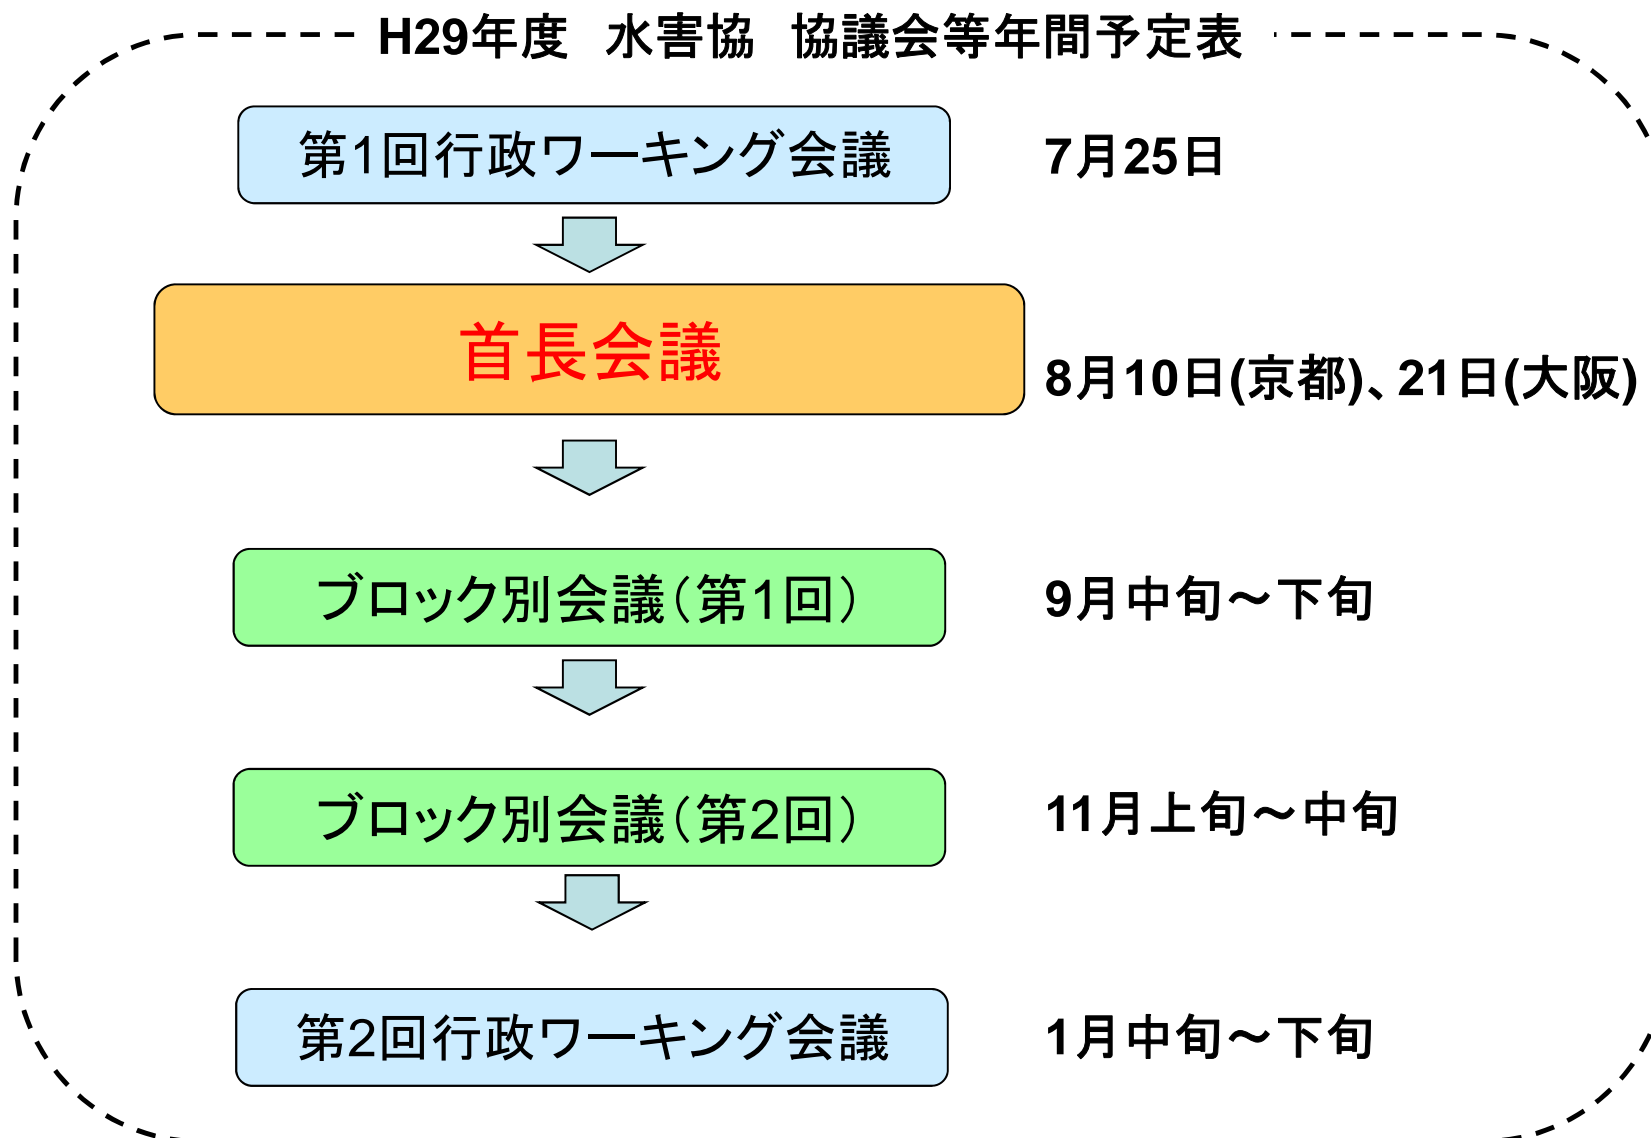 H29年度　水害協　協議会等年間予定表
第1回行政ワーキング会議
7月25日
首長会議
8月10日(京都)、21日(大阪)
ブロック別会議（第1回）
9月中旬～下旬
ブロック別会議（第2回）
11月上旬～中旬
第2回行政ワーキング会議
1月中旬～下旬